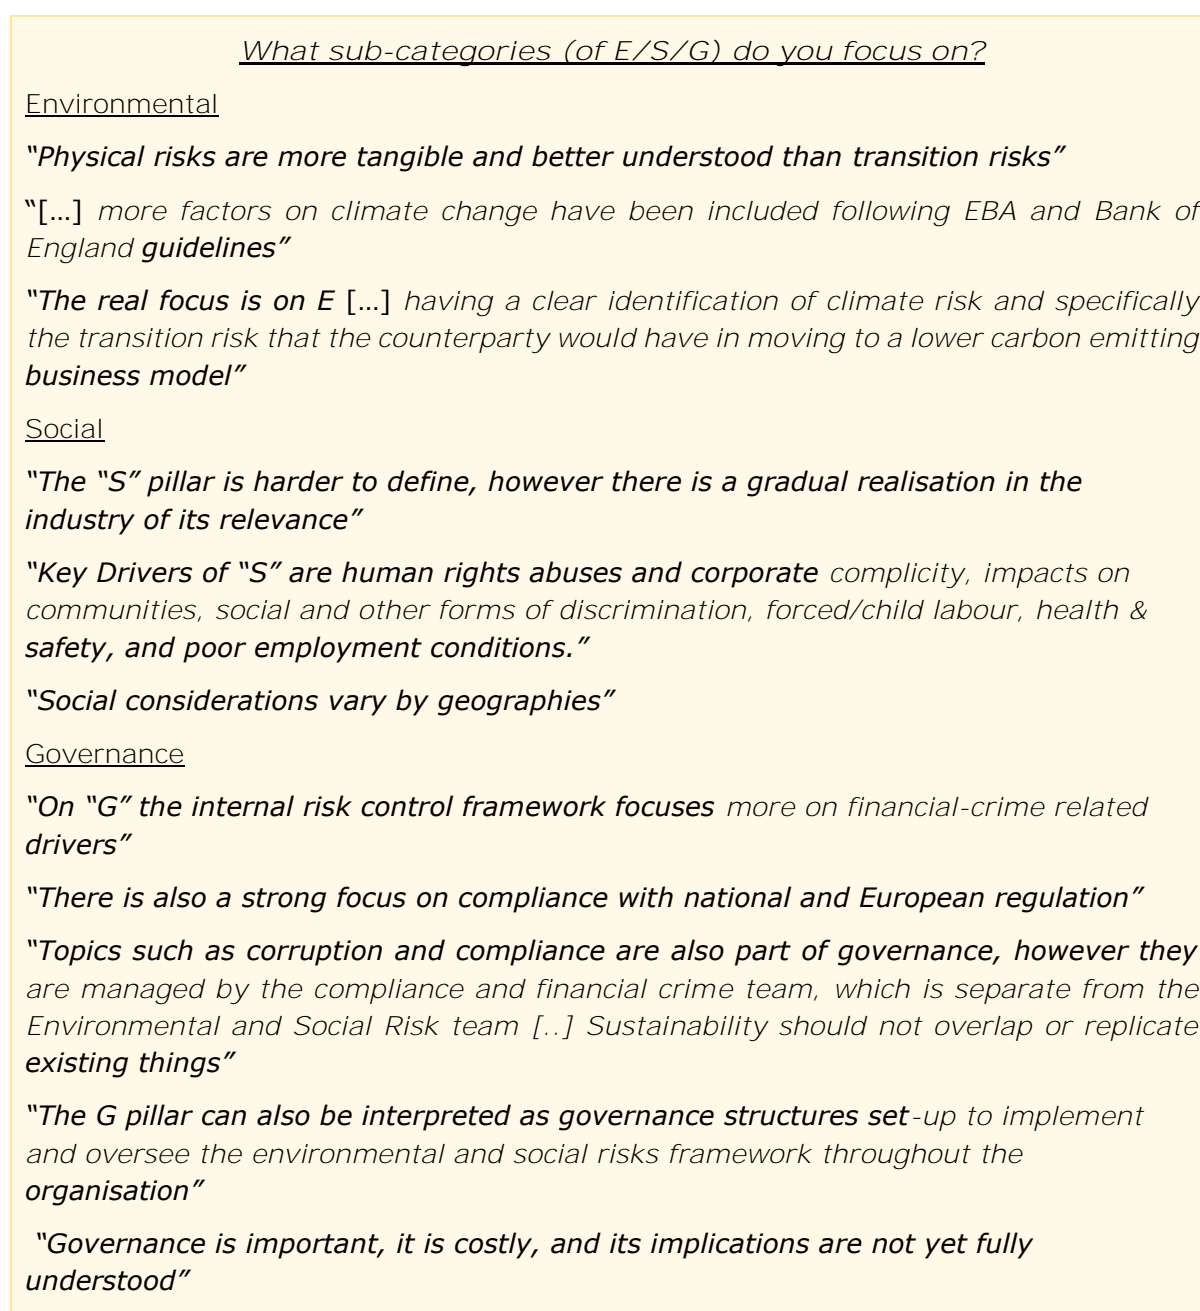 What sub-categories (of E/S/G) do you focus on?
Environmental
“Physical risks are more tangible and better understood than transition risks”
“[…] more factors on climate change have been included following EBA and Bank of
England guidelines”
“The real focus is on E […] having a clear identification of climate risk and specifically
the transition risk that the counterparty would have in moving to a lower carbon emitting
business model”
Social
“The “S” pillar is harder to define, however there is a gradual realisation in the
industry of its relevance”
“Key Drivers of “S” are human rights abuses and corporate complicity, impacts on
communities, social and other forms of discrimination, forced/child labour, health &
safety, and poor employment conditions.”
“Social considerations vary by geographies”
Governance
“On “G” the internal risk control framework focuses more on financial-crime related
drivers”
“There is also a strong focus on compliance with national and European regulation”
“Topics such as corruption and compliance are also part of governance, however they
are managed by the compliance and financial crime team, which is separate from the
Environmental and Social Risk team [..] Sustainability should not overlap or replicate
existing things”
“The G pillar can also be interpreted as governance structures set-up to implement
and oversee the environmental and social risks framework throughout the
organisation”
“Governance is important, it is costly, and its implications are not yet fully
understood”